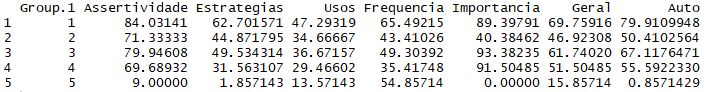 Group.1 Assertividade Estrategias Usos Frequencia Importancia Geral Auto
1 1 84.03141 62.701571 47.29319 65.49215 89.39791 69.75916 79.9109948
2 2 71.33333 44.871795 34.66667 43.41026 40.38462 46.92308 50.4102564
3 3 79.94608 49.534314 36.67157 49.30392 93.38235 61.74020 67.1176471
4 4 69.68932 31.563107 29.46602 35.41748 91.50485 51.50485 55.5922330
5 5 9.00000 1.857143 13.57143 54.85714 0.00000 15.85714 0.8571429